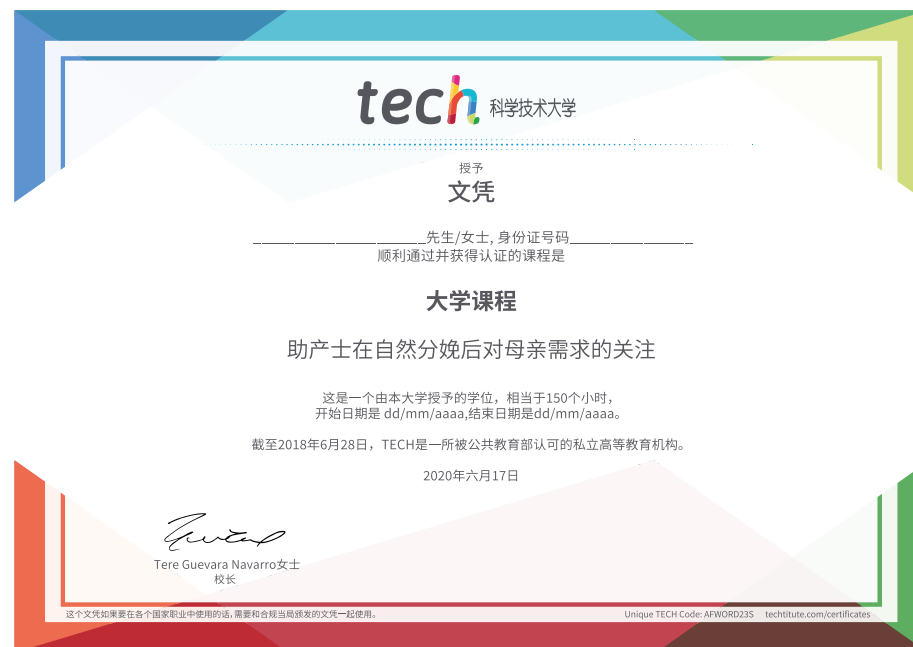 tech 科学技术大学
授予
文凭
_________________________先生/女士, 身份证号码__________________
顺利通过并获得认证的课程是
大学课程
助产士在自然分娩后对母亲需求的关注
这是一个由本大学授予的学位，相当于150个小时，
开始日期是 dd/mm/aaaa,结束日期是dd/mm/aaaa。
截至2018年6月28日，TECH是一所被公共教育部认可的私立高等教育机构。
2020年六月17日
Tere Guevara Navarro女士
校长
这个文凭如果要在各个国家职业中使用的话,需要和合规当局颁发的文凭一起使用。
Unique TECH Code: AFWORD23S techtitute.com/certificates